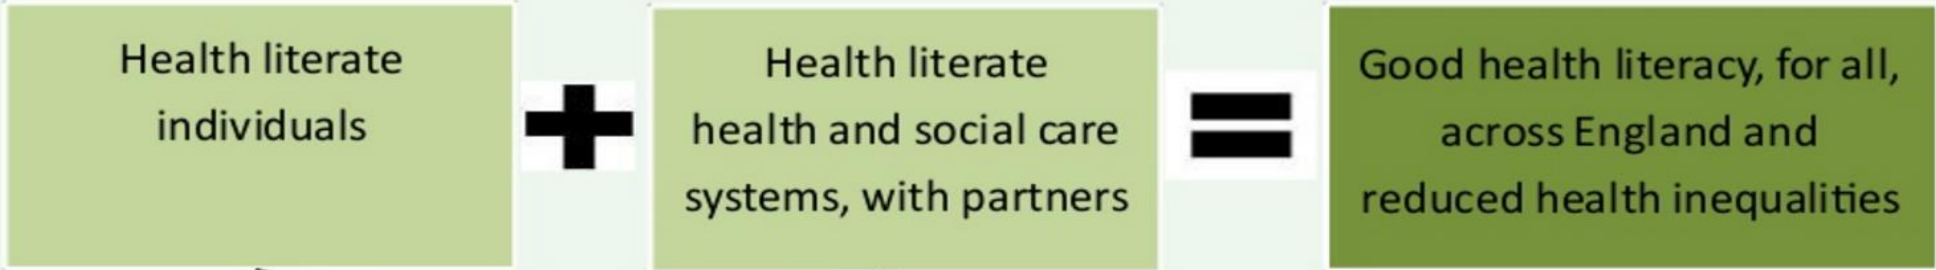 Health literate
individuals
+
Health literate
health and social care
systems, with partners
=
Good health literacy, for all,
across England and
reduced health inequalities